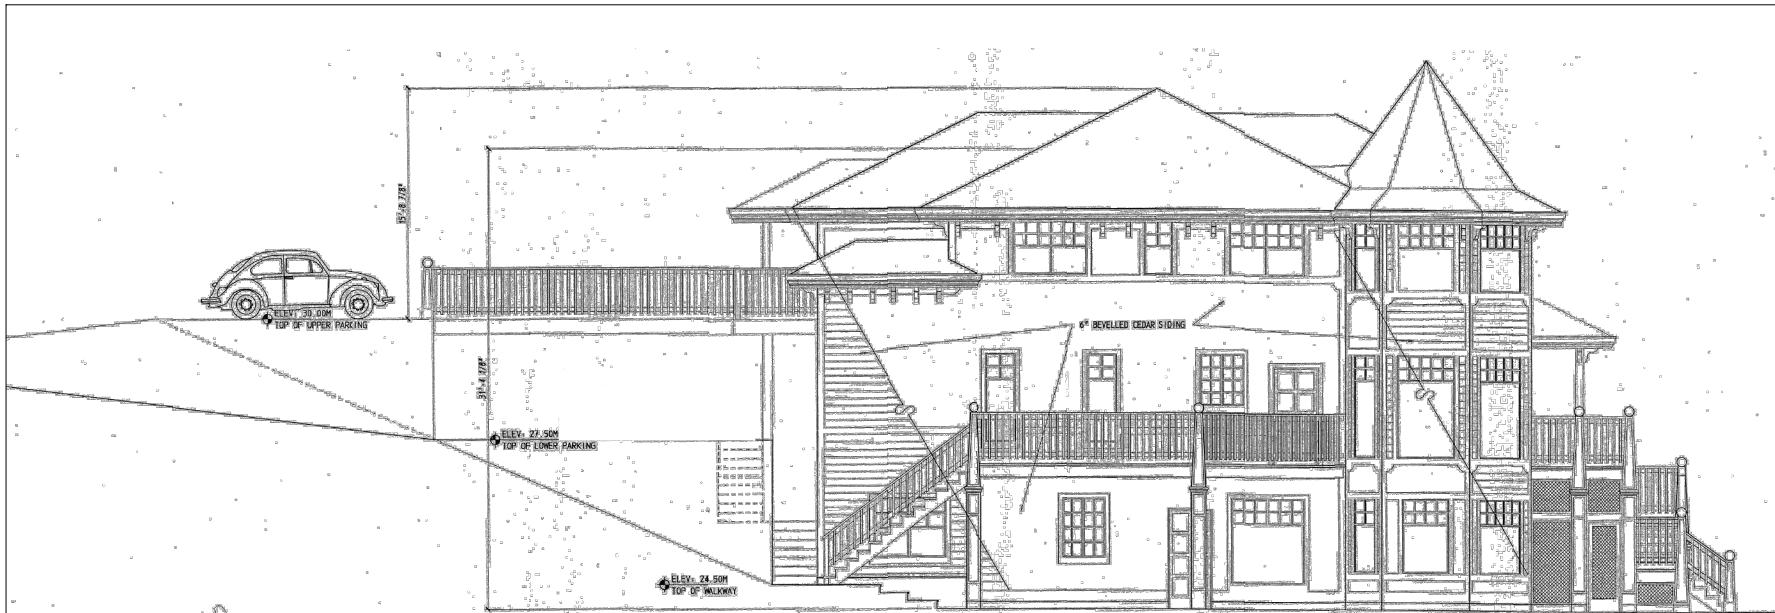 ELEV: 30.00M
TOP OF UPPER PARKING
6" BEVELLED CEDAR SIDING
ELEV: 27.50M
TOP OF LOWER PARKING
ELEV: 24.50M
TOP OF WALKWAY